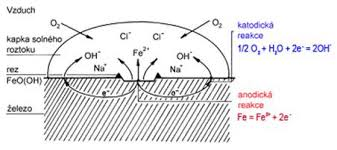 Vzduch
O₂ Cl⁻ Cl⁻ O₂
kapka solného
roztoku
OH⁻ Fe²⁺ OH⁻
Na⁺ Na⁺
rez
FeO(OH)
železo
e⁻ e⁻
katodická
reakce
1/2 O₂ + H₂O + 2e⁻ = 2OH⁻
anodická
reakce
Fe = Fe²⁺ + 2e⁻